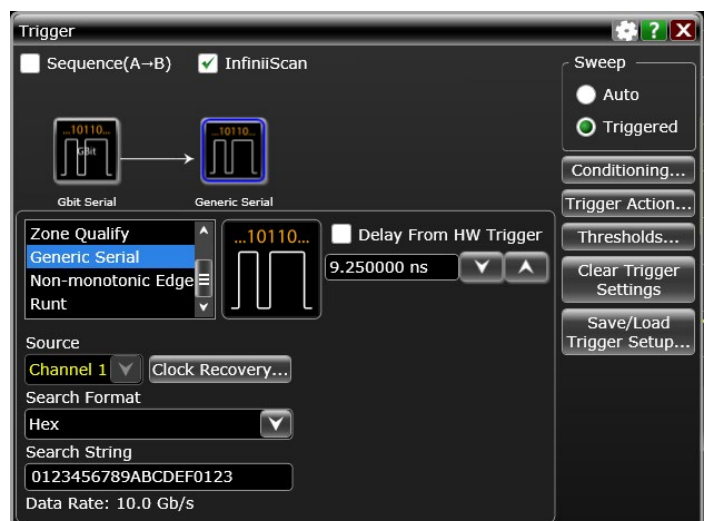 Trigger
?
X
Sequence(A→B)
InfiniiScan
Sweep
Auto
Triggered
...10110...
GBit
...10110...
Gbit Serial
Generic Serial
Conditioning...
Trigger Action...
Thresholds...
Clear Trigger
Settings
Save/Load
Trigger Setup...
Zone Qualify
Generic Serial
Non-monotonic Edge
Runt
...10110...
Delay From HW Trigger
9.250000 ns
Source
Channel 1
Clock Recovery...
Search Format
Hex
Search String
0123456789ABCDEF0123
Data Rate: 10.0 Gb/s